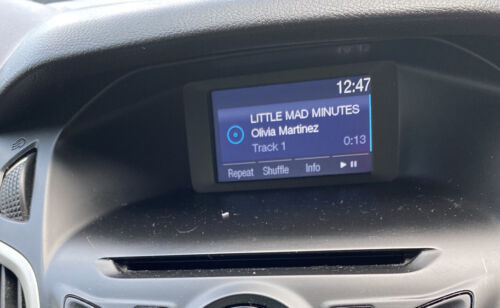 12:47
LITTLE MAD MINUTES
Olivia Martinez
Track 1 0:13
Repeat Shuffle Info